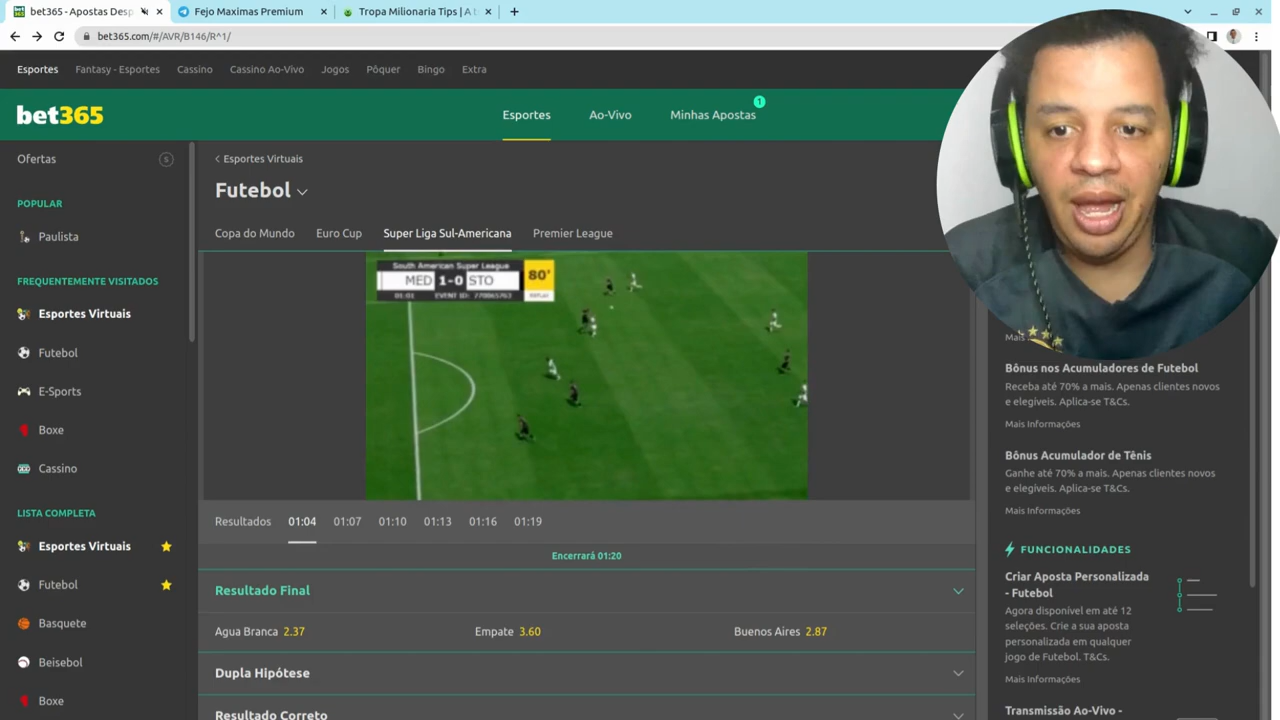 bet365 - Apostas Desp
Fejo Maximas Premium
Tropa Milionaria Tips | A t
bet365.com/#/AVR/B146/R^1/
Esportes
Fantasy - Esportes
Cassino
Cassino Ao-Vivo
Jogos
Pôquer
Bingo
Extra
bet365
Esportes
Ao-Vivo
Minhas Apostas
1
Ofertas
S
POPULAR
Paulista
FREQUENTEMENTE VISITADOS
Esportes Virtuais
Futebol
E-Sports
Boxe
Cassino
LISTA COMPLETA
Esportes Virtuais
Futebol
Basquete
Beisebol
Boxe
Esportes Virtuais
Futebol
Copa do Mundo
Euro Cup
Super Liga Sul-Americana
Premier League
South American Super League
MED 1-0 STO
80'
01:01
EVENT ID:
REPLAY
Resultados
01:04
01:07
01:10
01:13
01:16
01:19
Encerrará 01:20
Resultado Final
Agua Branca 2.37
Empate 3.60
Buenos Aires 2.87
Dupla Hipótese
Resultado Correto
Mais
Bônus nos Acumuladores de Futebol
Receba até 70% a mais. Apenas clientes novos
e elegíveis. Aplica-se T&Cs.
Mais Informações
Bônus Acumulador de Tênis
Ganhe até 70% a mais. Apenas clientes novos
e elegíveis. Aplica-se T&Cs.
Mais Informações
FUNCIONALIDADES
Criar Aposta Personalizada
- Futebol
Agora disponível em até 12
seleções. Crie a sua aposta
personalizada em qualquer
jogo de Futebol. T&Cs.
Mais Informações
Transmissão Ao-Vivo -